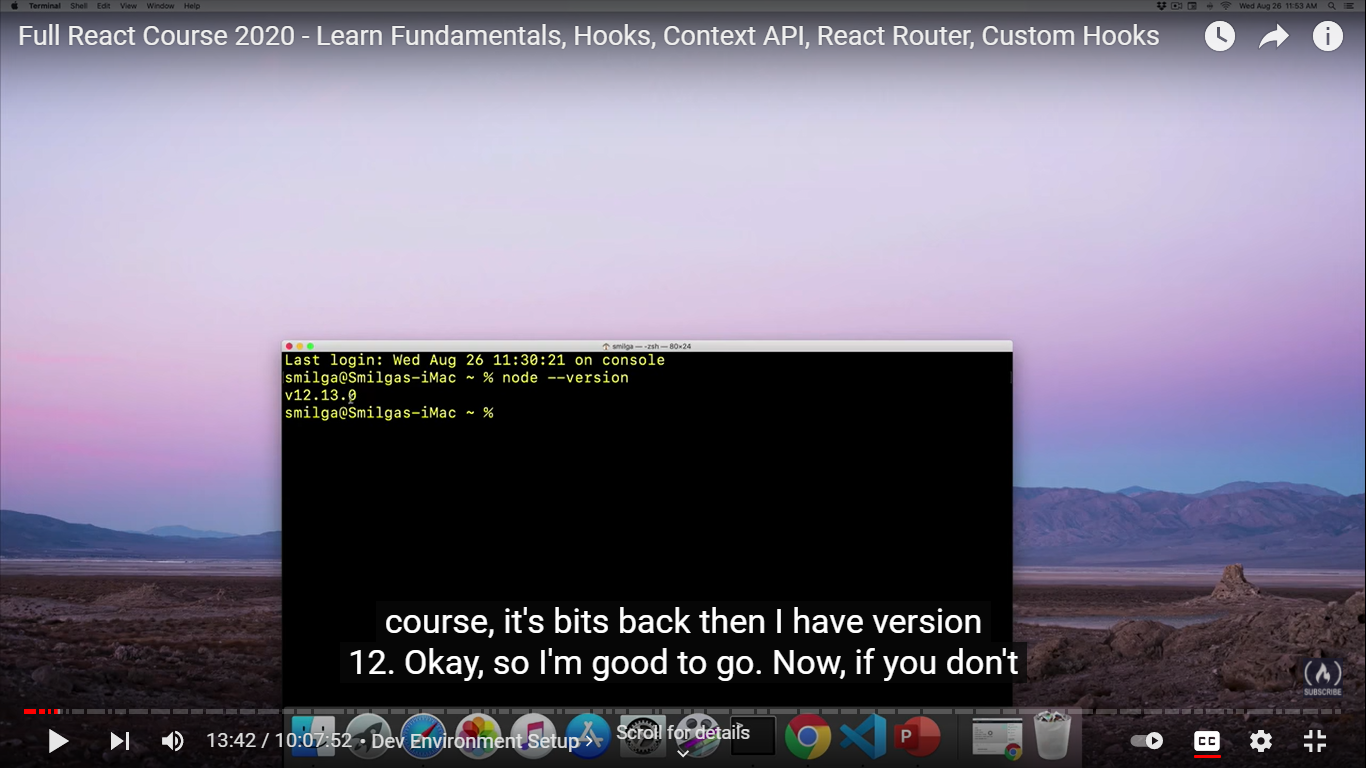 Terminal Shell Edit View Window Help Wed Aug 26 11:53 AM
Full React Course 2020 - Learn Fundamentals, Hooks, Context API, React Router, Custom Hooks
smilga — -zsh — 80×24
Last login: Wed Aug 26 11:30:21 on console
smilga@Smilgas-iMac ~ % node --version
v12.13.0
smilga@Smilgas-iMac ~ %
course, it's bits back then I have version
12. Okay, so I'm good to go. Now, if you don't
SUBSCRIBE
13:42 / 10:07:52 • Dev Environment Setup ›
Scroll for details
P
CC